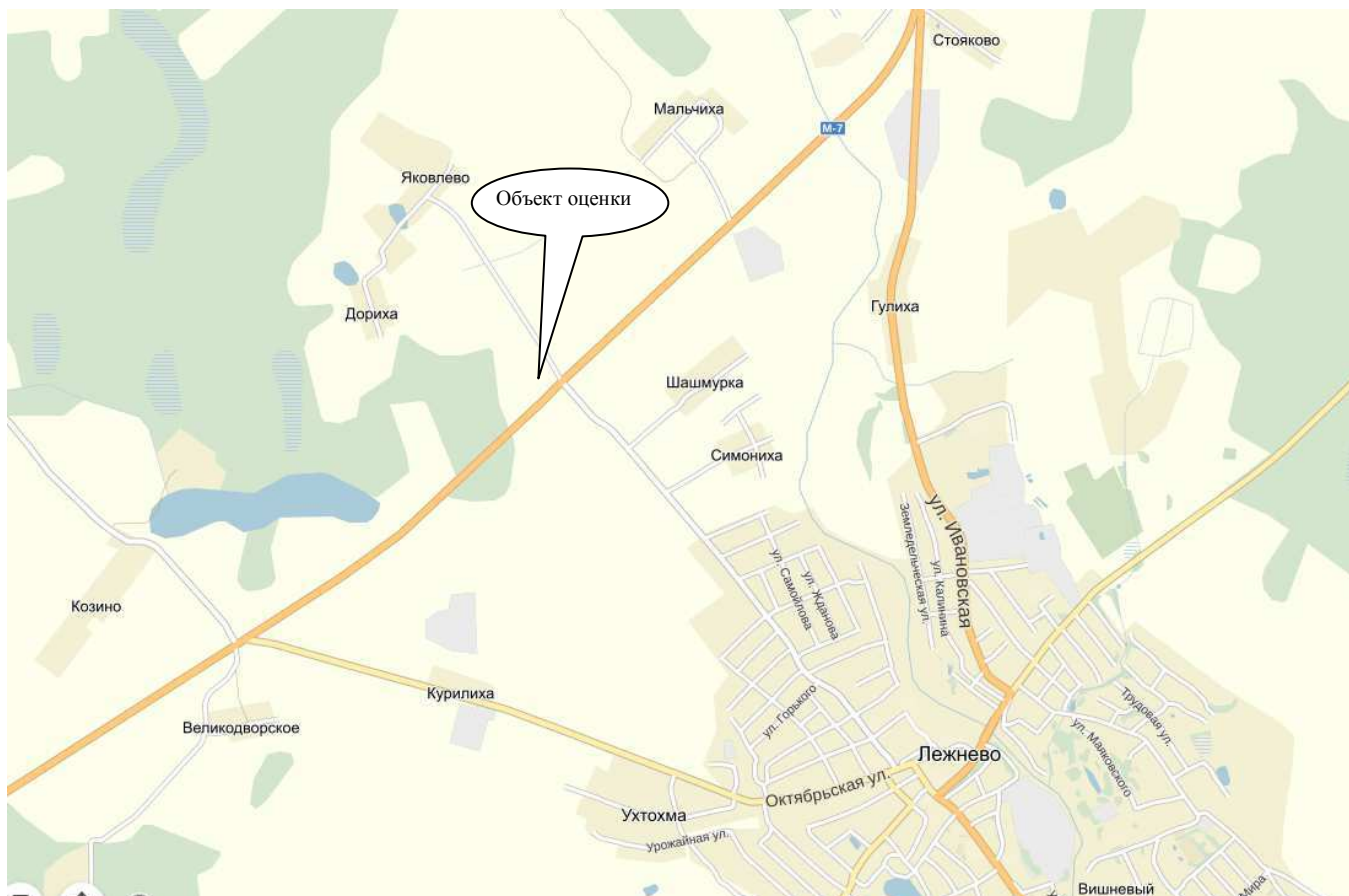 Стояково
Мальчиха
М-7
Яковлево
Объект оценки
Гулиха
Дориха
Шашмурка
Симониха
ул. Ивановская
Земледельческая ул.
ул. Калинина
ул. Самойлова
ул. Жданова
Козино
Курилиха
ул. Горького
Великодворское
Трудовая ул.
ул. Маяковского
Лежнево
Октябрьская ул.
Ухтохма
Урожайная ул.
Вишневый
Мира